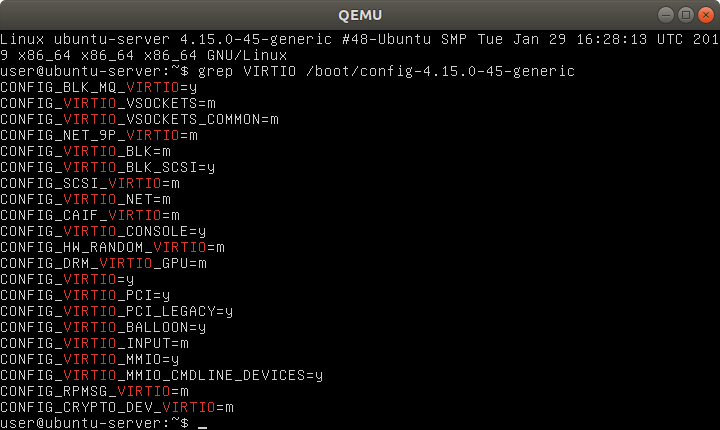 QEMU
Linux ubuntu-server 4.15.0-45-generic #48-Ubuntu SMP Tue Jan 29 16:28:13 UTC 201
9 x86_64 x86_64 x86_64 GNU/Linux
user@ubuntu-server:~$ grep VIRTIO /boot/config-4.15.0-45-generic
CONFIG_BLK_MQ_VIRTIO=y
CONFIG_VIRTIO_VSOCKETS=m
CONFIG_VIRTIO_VSOCKETS_COMMON=m
CONFIG_NET_9P_VIRTIO=m
CONFIG_VIRTIO_BLK=m
CONFIG_VIRTIO_BLK_SCSI=y
CONFIG_SCSI_VIRTIO=m
CONFIG_VIRTIO_NET=m
CONFIG_CAIF_VIRTIO=m
CONFIG_VIRTIO_CONSOLE=y
CONFIG_HW_RANDOM_VIRTIO=m
CONFIG_DRM_VIRTIO_GPU=m
CONFIG_VIRTIO=y
CONFIG_VIRTIO_PCI=y
CONFIG_VIRTIO_PCI_LEGACY=y
CONFIG_VIRTIO_BALLOON=y
CONFIG_VIRTIO_INPUT=m
CONFIG_VIRTIO_MMIO=y
CONFIG_VIRTIO_MMIO_CMDLINE_DEVICES=y
CONFIG_RPMSG_VIRTIO=m
CONFIG_CRYPTO_DEV_VIRTIO=m
user@ubuntu-server:~$ _